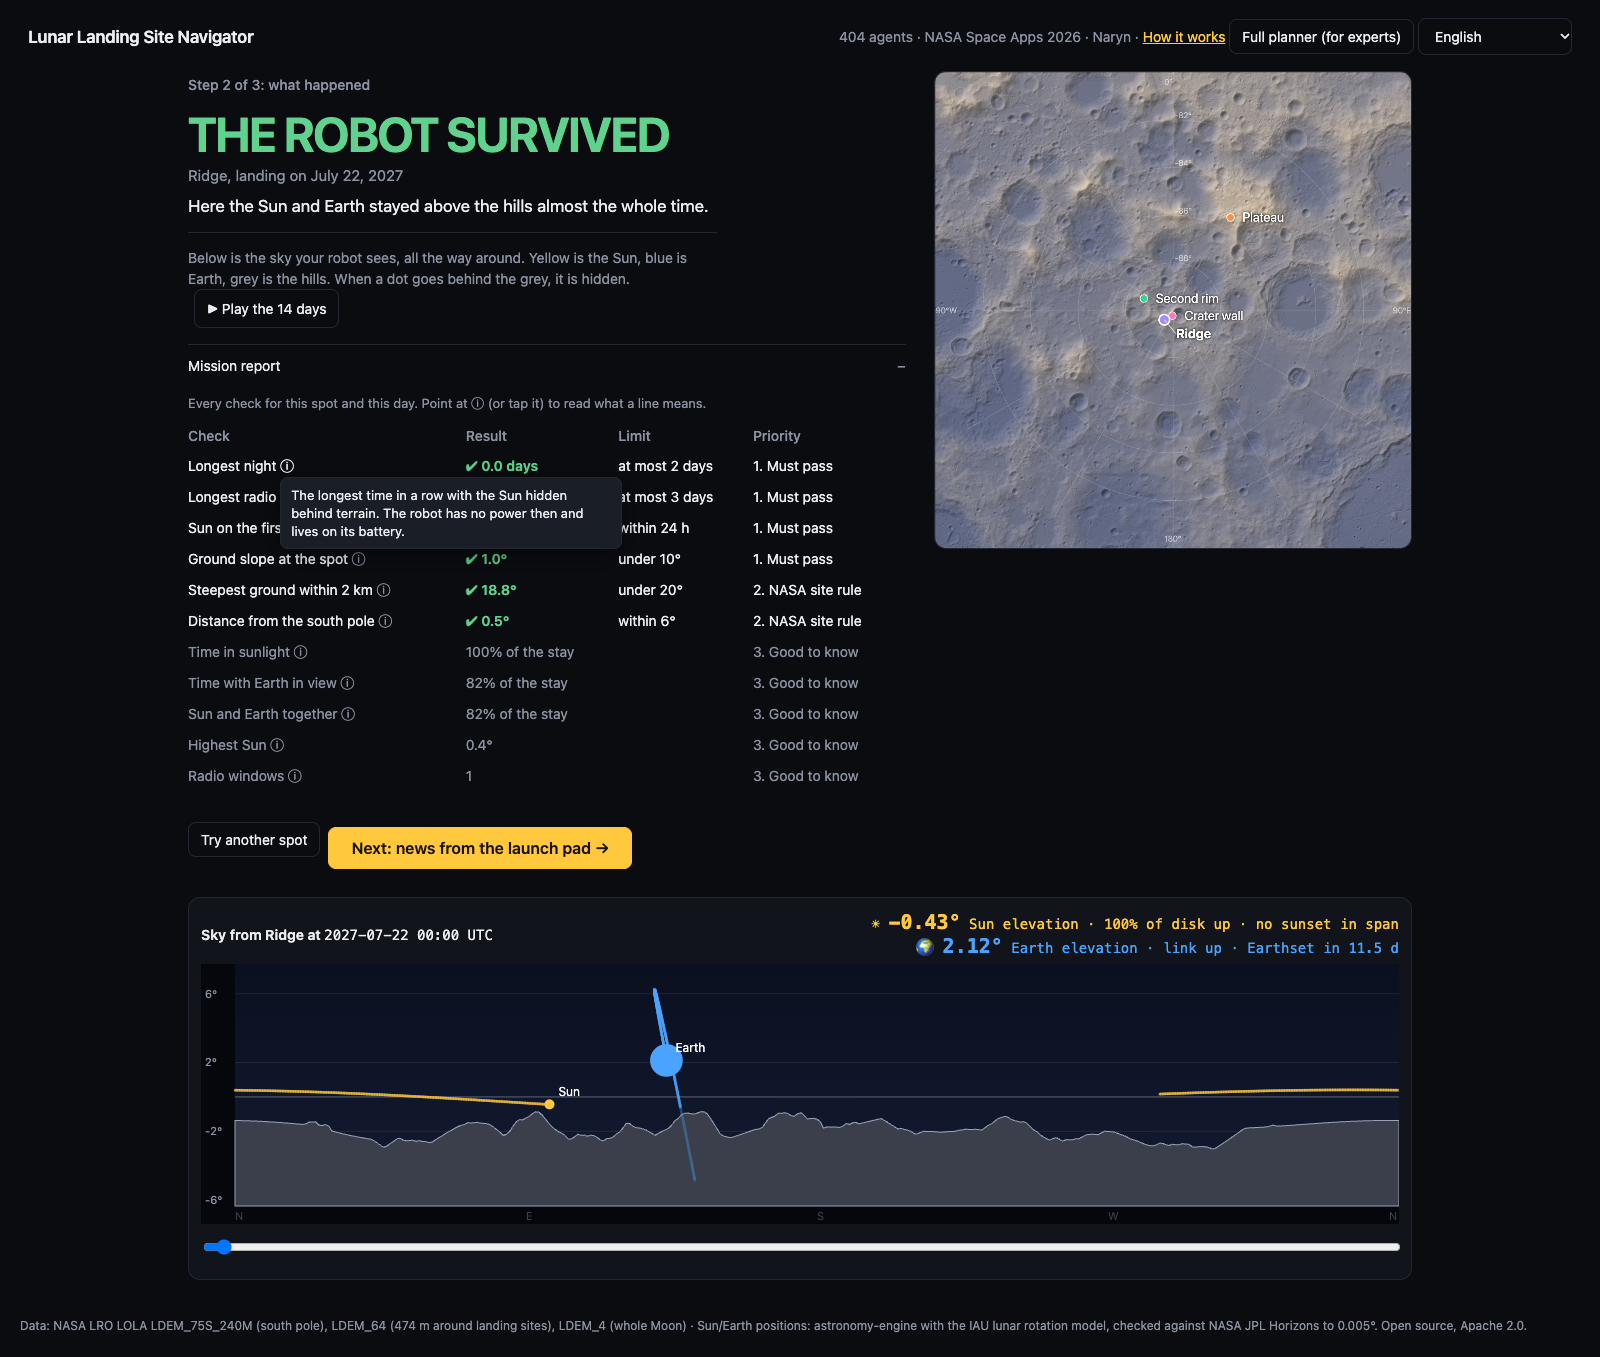 Lunar Landing Site Navigator
404 agents · NASA Space Apps 2026 · Naryn · How it works
Full planner (for experts)
English
Step 2 of 3: what happened
THE ROBOT SURVIVED
Ridge, landing on July 22, 2027
Here the Sun and Earth stayed above the hills almost the whole time.
Below is the sky your robot sees, all the way around. Yellow is the Sun, blue is
Earth, grey is the hills. When a dot goes behind the grey, it is hidden.
▶ Play the 14 days
Mission report –
Every check for this spot and this day. Point at ⓘ (or tap it) to read what a line means.
Check Result Limit Priority
Longest night ⓘ ✔ 0.0 days at most 2 days 1. Must pass
Longest radio at most 3 days 1. Must pass
The longest time in a row with the Sun hidden
behind terrain. The robot has no power then and
lives on its battery.
Sun on the firs within 24 h 1. Must pass
Ground slope at the spot ⓘ ✔ 1.0° under 10° 1. Must pass
Steepest ground within 2 km ⓘ ✔ 18.8° under 20° 2. NASA site rule
Distance from the south pole ⓘ ✔ 0.5° within 6° 2. NASA site rule
Time in sunlight ⓘ 100% of the stay 3. Good to know
Time with Earth in view ⓘ 82% of the stay 3. Good to know
Sun and Earth together ⓘ 82% of the stay 3. Good to know
Highest Sun ⓘ 0.4° 3. Good to know
Radio windows ⓘ 1 3. Good to know
Try another spot
Next: news from the launch pad →
0°
-82°
-84°
-86°
Plateau
-88°
Second rim
90°W
90°E
Crater wall
Ridge
180°
Sky from Ridge at 2027-07-22 00:00 UTC
☀ −0.43° Sun elevation · 100% of disk up · no sunset in span
🌍 2.12° Earth elevation · link up · Earthset in 11.5 d
6°
2°
-2°
-6°
Earth
Sun
N E S W N
Data: NASA LRO LOLA LDEM_75S_240M (south pole), LDEM_64 (474 m around landing sites), LDEM_4 (whole Moon) · Sun/Earth positions: astronomy-engine with the IAU lunar rotation model, checked against NASA JPL Horizons to 0.005°. Open source, Apache 2.0.